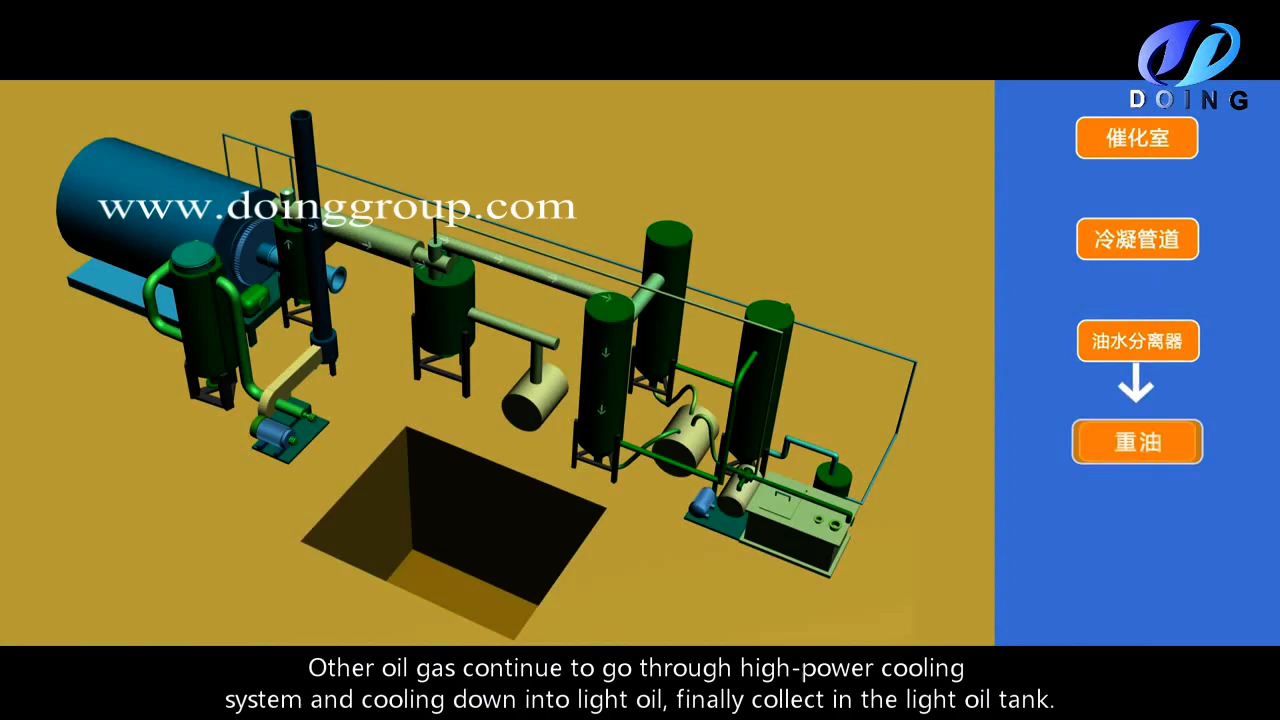 DOING
催化室
www.doinggroup.com
冷凝管道
油水分离器
重油
Other oil gas continue to go through high-power cooling
system and cooling down into light oil, finally collect in the light oil tank.